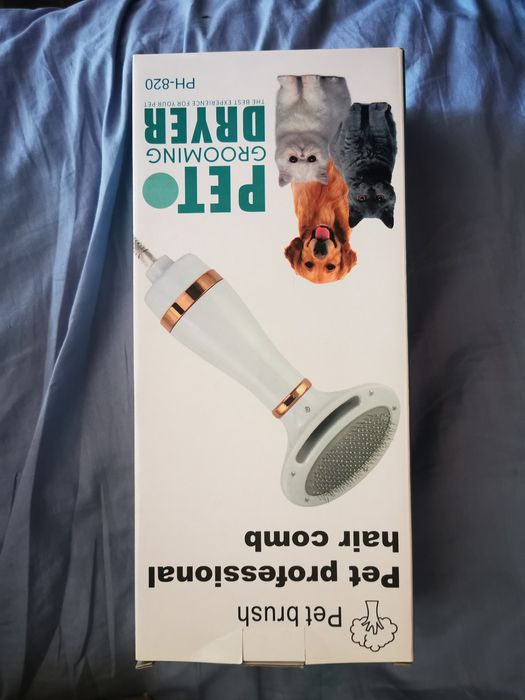 Pet brush
Pet professional
hair comb
PET
GROOMING
DRYER
THE BEST EXPERIENCE FOR YOUR PET
PH-820